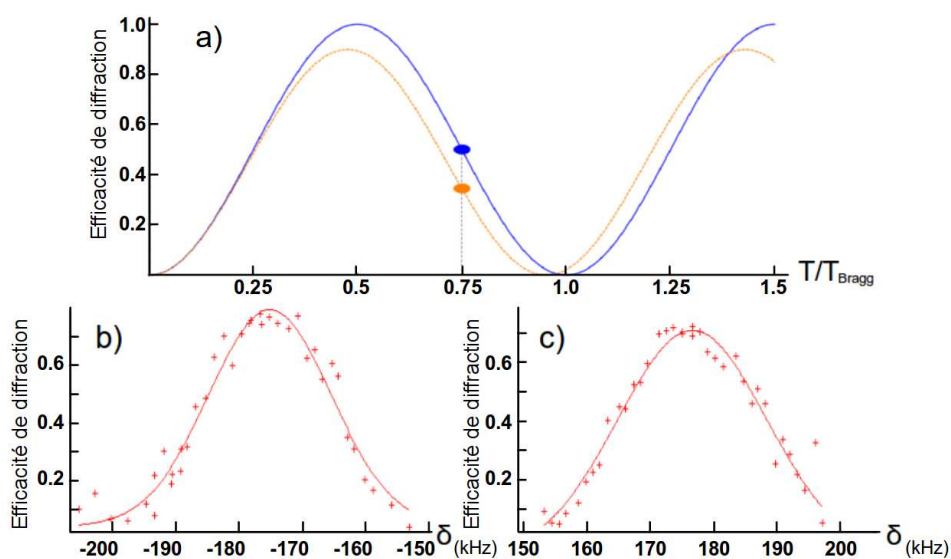 a)
Efficacité de diffraction
1.0
0.8
0.6
0.4
0.2
0.25 0.5 0.75 1.0 1.25 1.5 T/T_Bragg
b)
Efficacité de diffraction
0.6
0.4
0.2
-200 -190 -180 -170 -160 -150 δ(kHz)
c)
Efficacité de diffraction
0.6
0.4
0.2
150 160 170 180 190 200 δ(kHz)